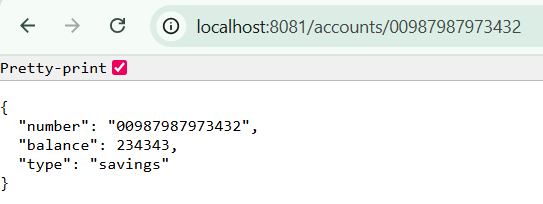 localhost:8081/accounts/00987987973432
Pretty-print
{
  "number": "00987987973432",
  "balance": 234343,
  "type": "savings"
}